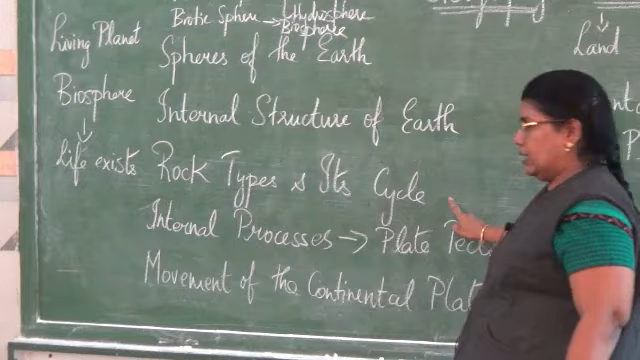 Biotic Sphere → Hydrosphere
Biosphere
Living Planet
Spheres of the Earth
Land
Biosphere
Internal Structure of Earth
Life exists
Rock Types & Its Cycle
Internal Processes → Plate Tec
Movement of the Continental Plat